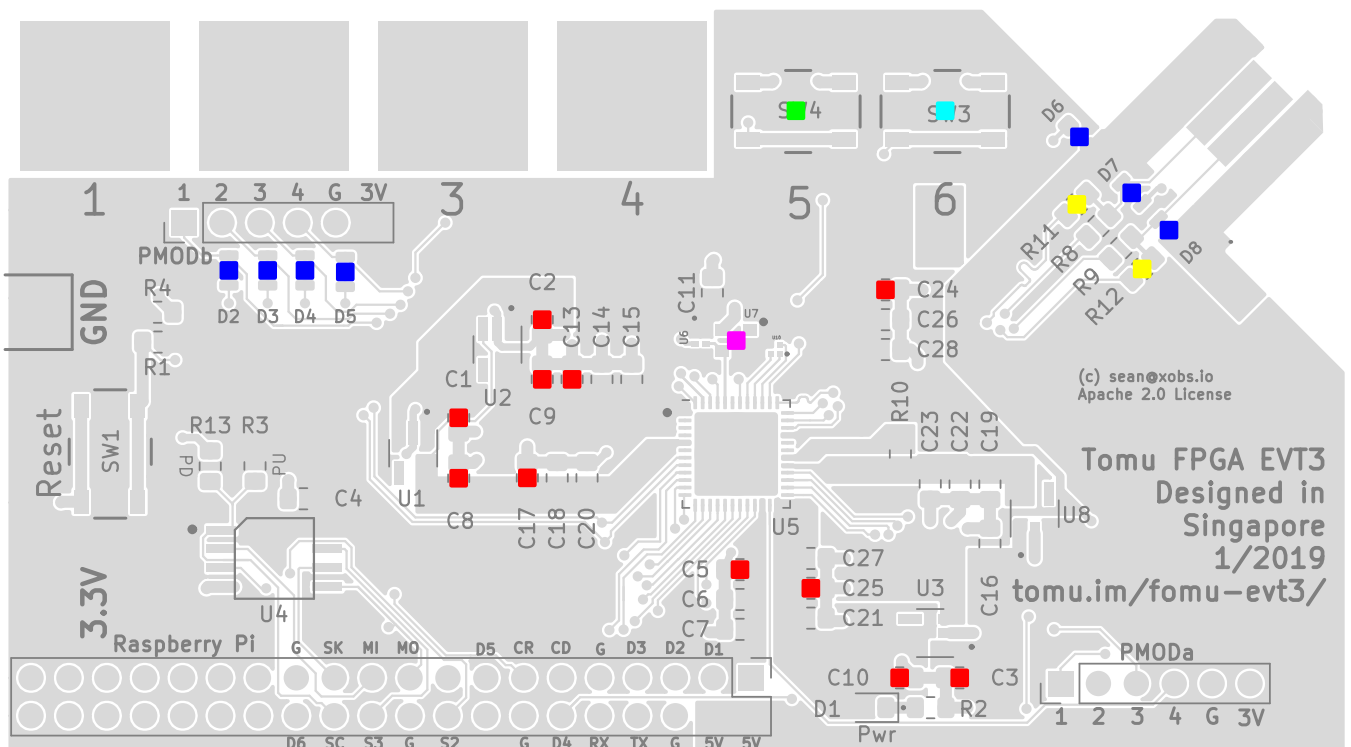 SW4
SW3
D6
D7
1
3
4
5
6
1 2 3 4 G 3V
PMODb
R11
R8
R9
R12
D8
R4
GND
D2 D3 D4 D5
C2
C11
C24
C13
C14
C15
U6
U7
U10
C26
C28
R1
C1
U2
C9
R10
(c) sean@xobs.io
Apache 2.0 License
Reset
SW1
R13 R3
PD
PU
C4
U1
C8
C17
C18
C20
U5
C23
C22
C19
U8
Tomu FPGA EVT3
Designed in
Singapore
1/2019
tomu.im/fomu-evt3/
3.3V
U4
C5
C6
C7
C27
C25
C21
U3
C16
Raspberry Pi
G SK MI MO D5 CR CD G D3 D2 D1
C10
C3
PMODa
D1
R2
Pwr
1 2 3 4 G 3V
D6 SC S3 G S2 G D4 RX TX G 5V 5V